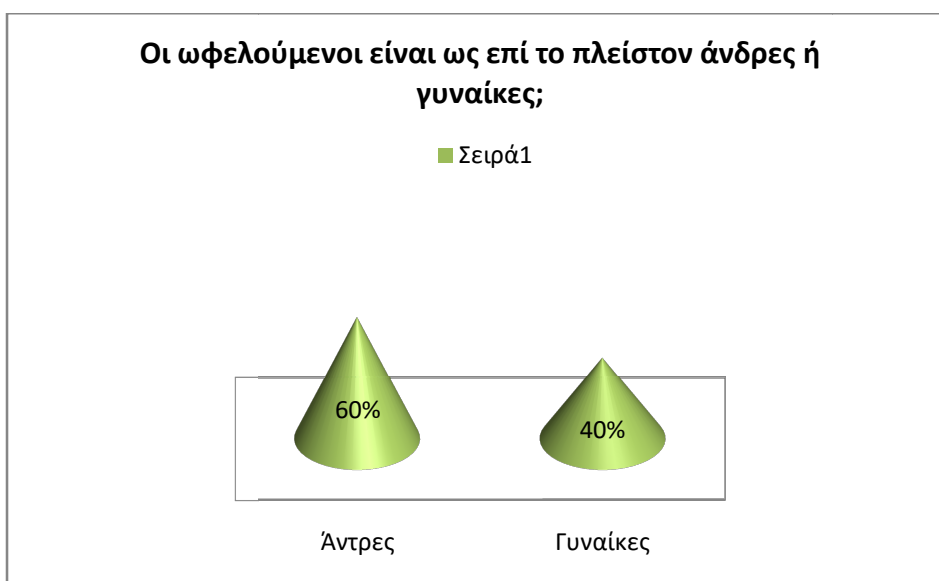 Οι ωφελούμενοι είναι ως επί το πλείστον άνδρες ή
γυναίκες;
Σειρά1
60%
40%
Άντρες
Γυναίκες